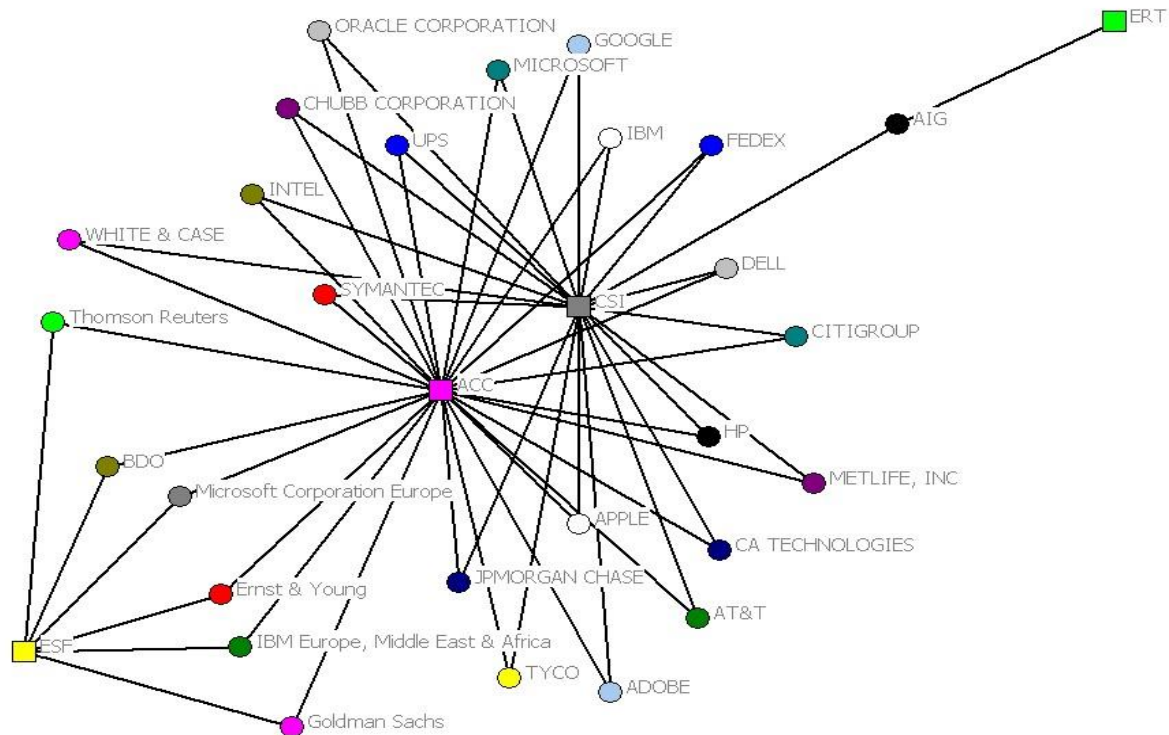 ERT
ORACLE CORPORATION
GOOGLE
MICROSOFT
CHUBB CORPORATION
AIG
UPS
IBM
FEDEX
INTEL
WHITE & CASE
DELL
SYMANTEC
CSI
Thomson Reuters
CITIGROUP
ACC
HP
BDO
METLIFE, INC
Microsoft Corporation Europe
APPLE
CA TECHNOLOGIES
JPMORGAN CHASE
Ernst & Young
AT&T
ESF
IBM Europe, Middle East & Africa
TYCO
ADOBE
Goldman Sachs